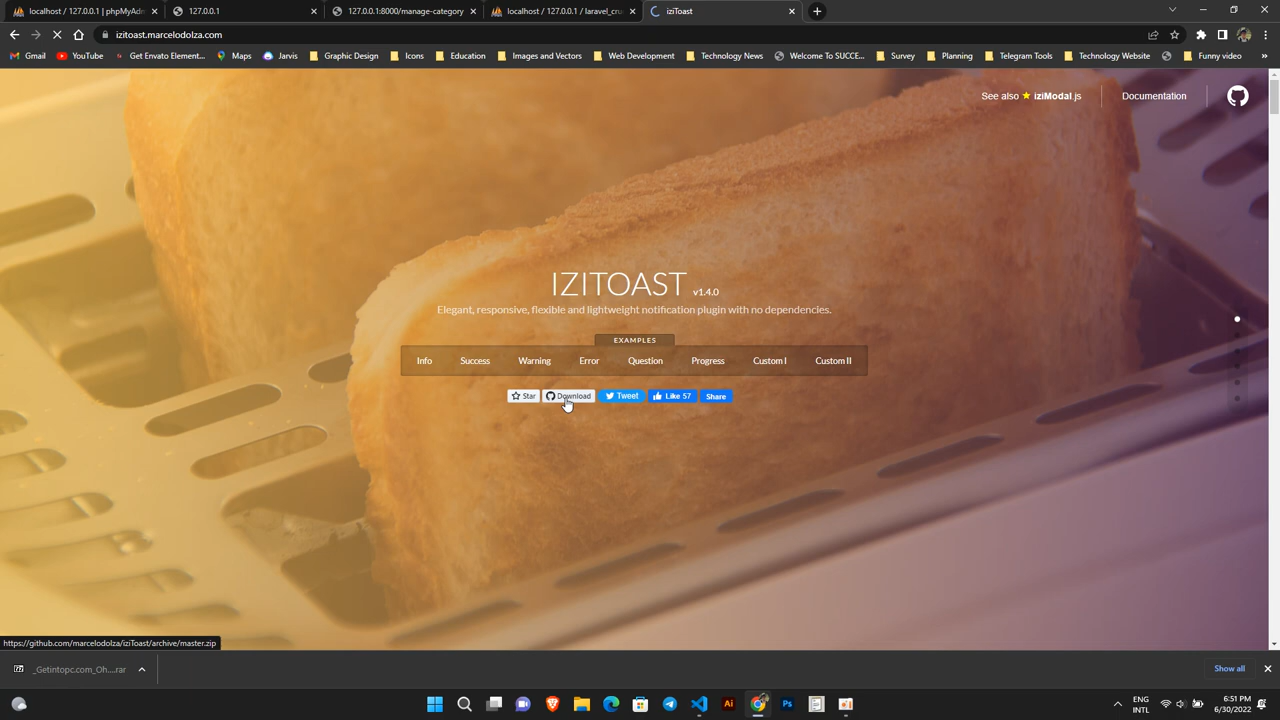 localhost / 127.0.0.1 | phpMyAdm
127.0.0.1
127.0.0.1:8000/manage-category
localhost / 127.0.0.1 / laravel_cru
iziToast
izitoast.marcelodolza.com
Gmail
YouTube
Get Envato Element...
Maps
Jarvis
Graphic Design
Icons
Education
Images and Vectors
Web Development
Technology News
Welcome To SUCCE...
Survey
Planning
Telegram Tools
Technology Website
Funny video
»
See also ★ iziModal.js
Documentation
IZITOAST v1.4.0
Elegant, responsive, flexible and lightweight notification plugin with no dependencies.
EXAMPLES
Info
Success
Warning
Error
Question
Progress
Custom I
Custom II
Star
Download
Tweet
Like 57
Share
https://github.com/marcelodolza/iziToast/archive/master.zip
_Getintopc.com_Oh....rar
Show all
Ai
Ps
ENG
INTL
6:51 PM
6/30/2022